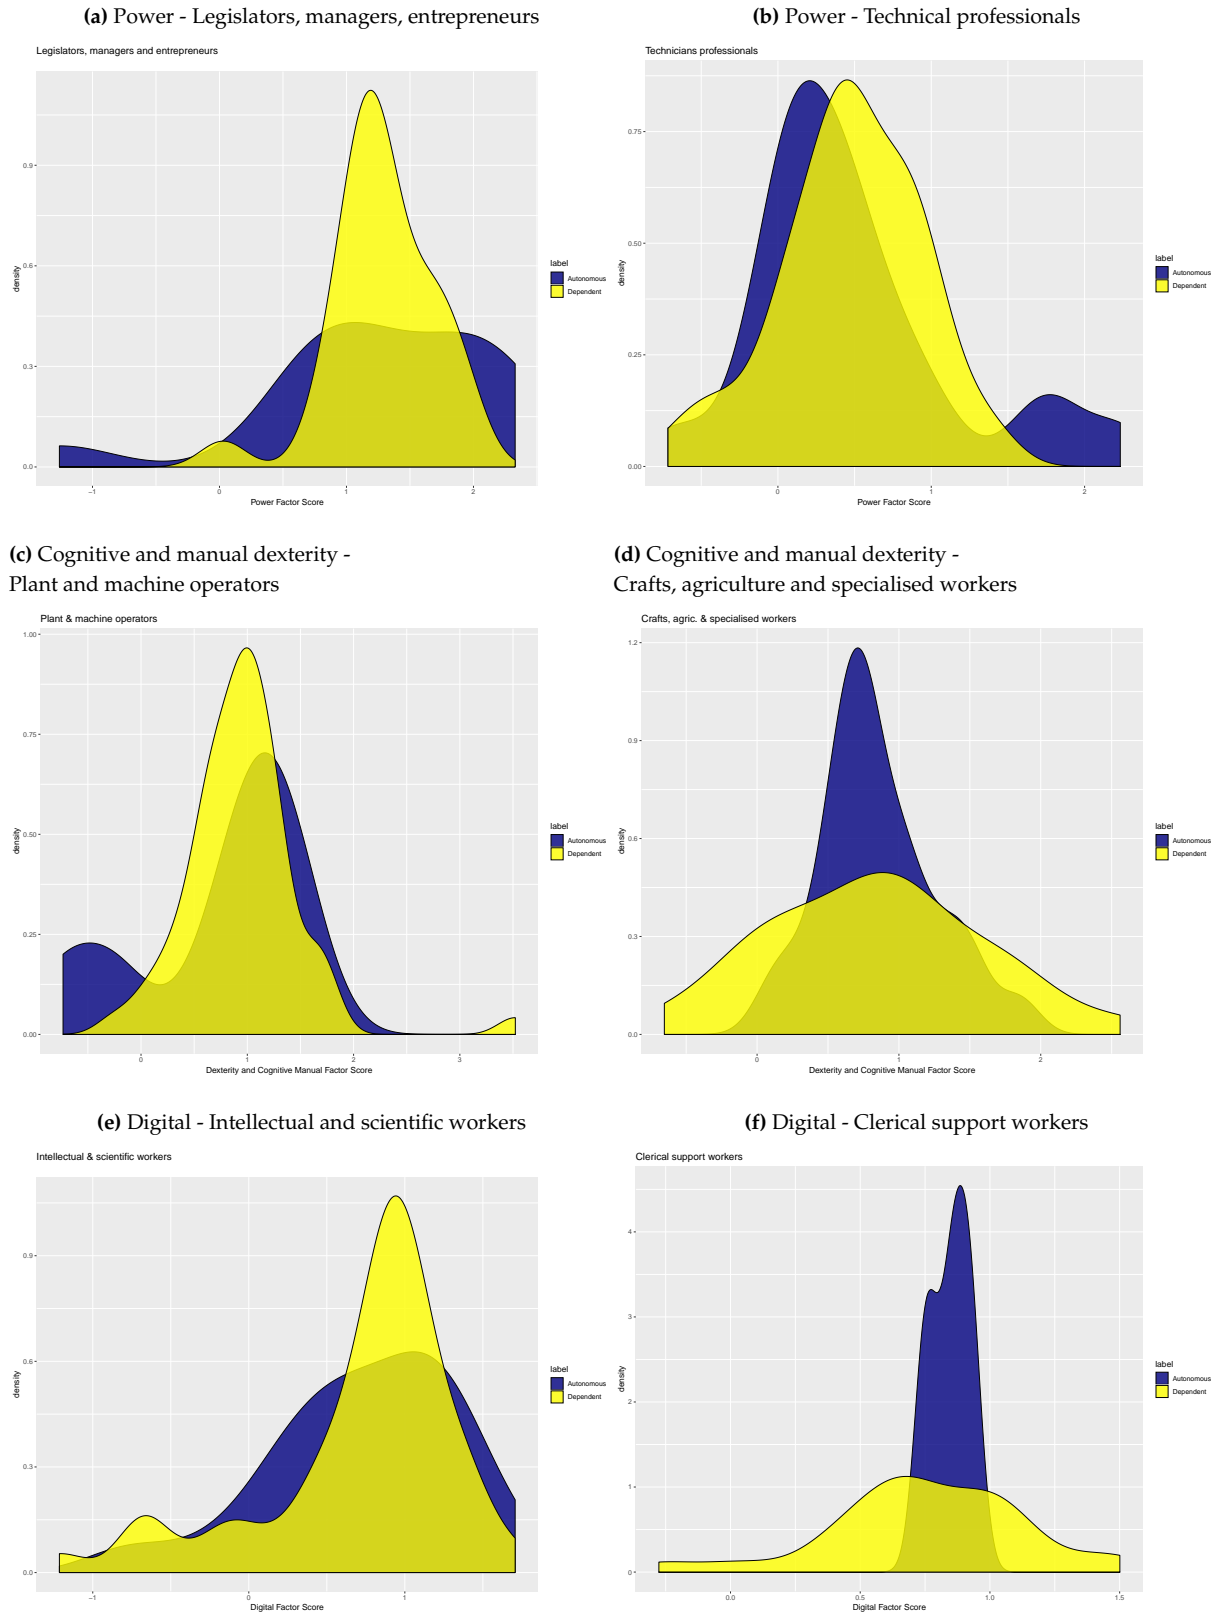 (a) Power - Legislators, managers, entrepreneurs
Legislators, managers and entrepreneurs
density
0.9
0.6
0.3
0.0
−1
0
1
2
Power Factor Score
label
Autonomous
Dependent
(b) Power - Technical professionals
Technicians professionals
density
0.75
0.50
0.25
0.00
0
1
2
Power Factor Score
label
Autonomous
Dependent
(c) Cognitive and manual dexterity -
Plant and machine operators
Plant & machine operators
density
1.00
0.75
0.50
0.25
0.00
0
1
2
3
Dexterity and Cognitive Manual Factor Score
label
Autonomous
Dependent
(d) Cognitive and manual dexterity -
Crafts, agriculture and specialised workers
Crafts, agric. & specialised workers
density
1.2
0.9
0.6
0.3
0.0
0
1
2
Dexterity and Cognitive Manual Factor Score
label
Autonomous
Dependent
(e) Digital - Intellectual and scientific workers
Intellectual & scientific workers
density
0.9
0.6
0.3
0.0
−1
0
1
Digital Factor Score
label
Autonomous
Dependent
(f) Digital - Clerical support workers
Clerical support workers
density
4
3
2
1
0
0.0
0.5
1.0
1.5
Digital Factor Score
label
Autonomous
Dependent